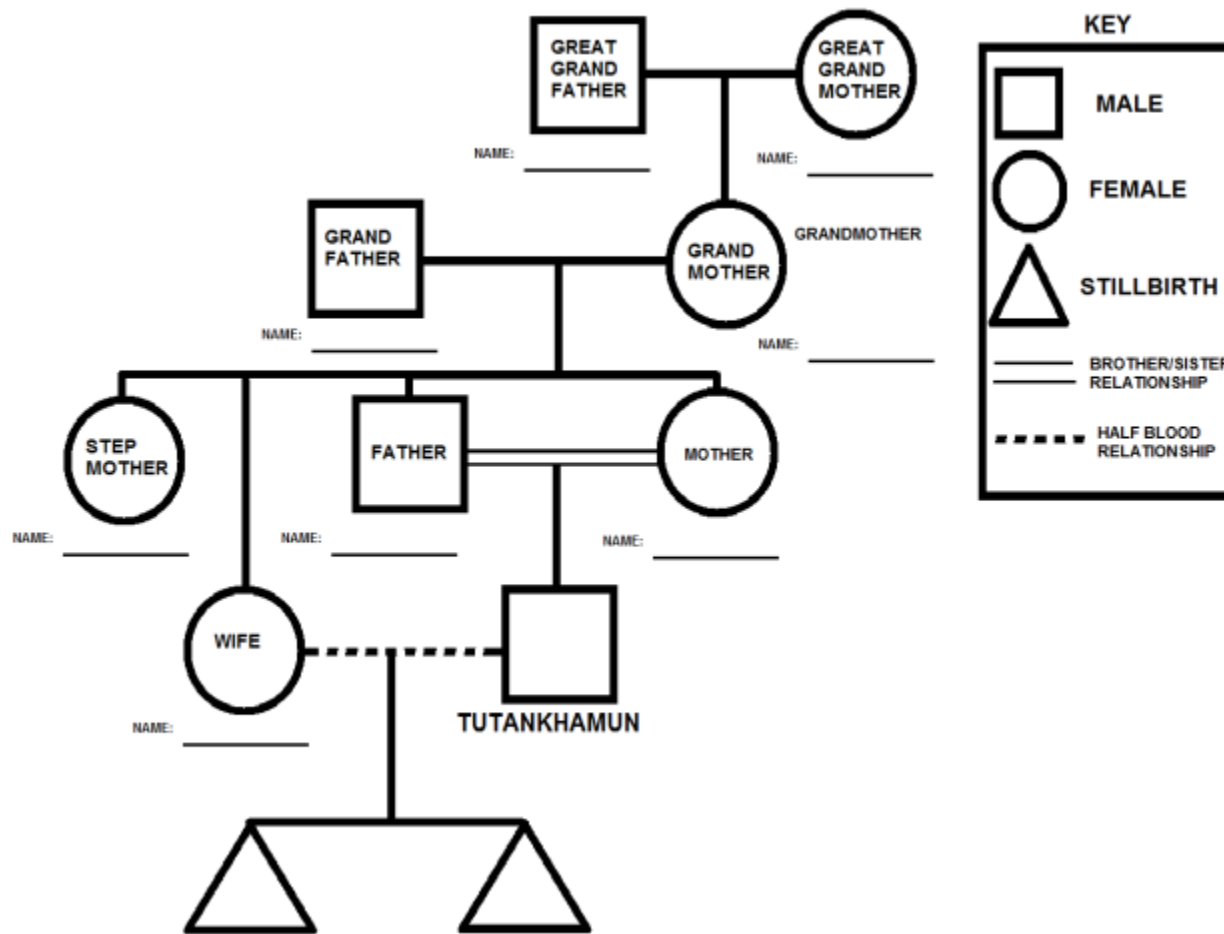 KEY
GREAT
GRAND
FATHER
GREAT
GRAND
MOTHER
MALE
NAME:
NAME:
FEMALE
GRAND
FATHER
GRAND
MOTHER
GRANDMOTHER
STILLBIRTH
NAME:
NAME:
BROTHER/SISTER
RELATIONSHIP
HALF BLOOD
RELATIONSHIP
STEP
MOTHER
FATHER
MOTHER
NAME:
NAME:
NAME:
WIFE
NAME:
TUTANKHAMUN